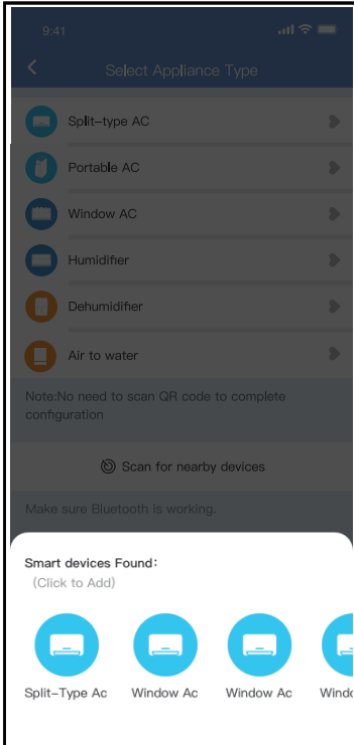 9:41
Select Appliance Type
Split-type AC
Portable AC
Window AC
Humidifier
Dehumidifier
Air to water
Note:No need to scan QR code to complete
configuration
Scan for nearby devices
Make sure Bluetooth is working.
Smart devices Found:
(Click to Add)
Split-Type Ac Window Ac Window Ac Windo